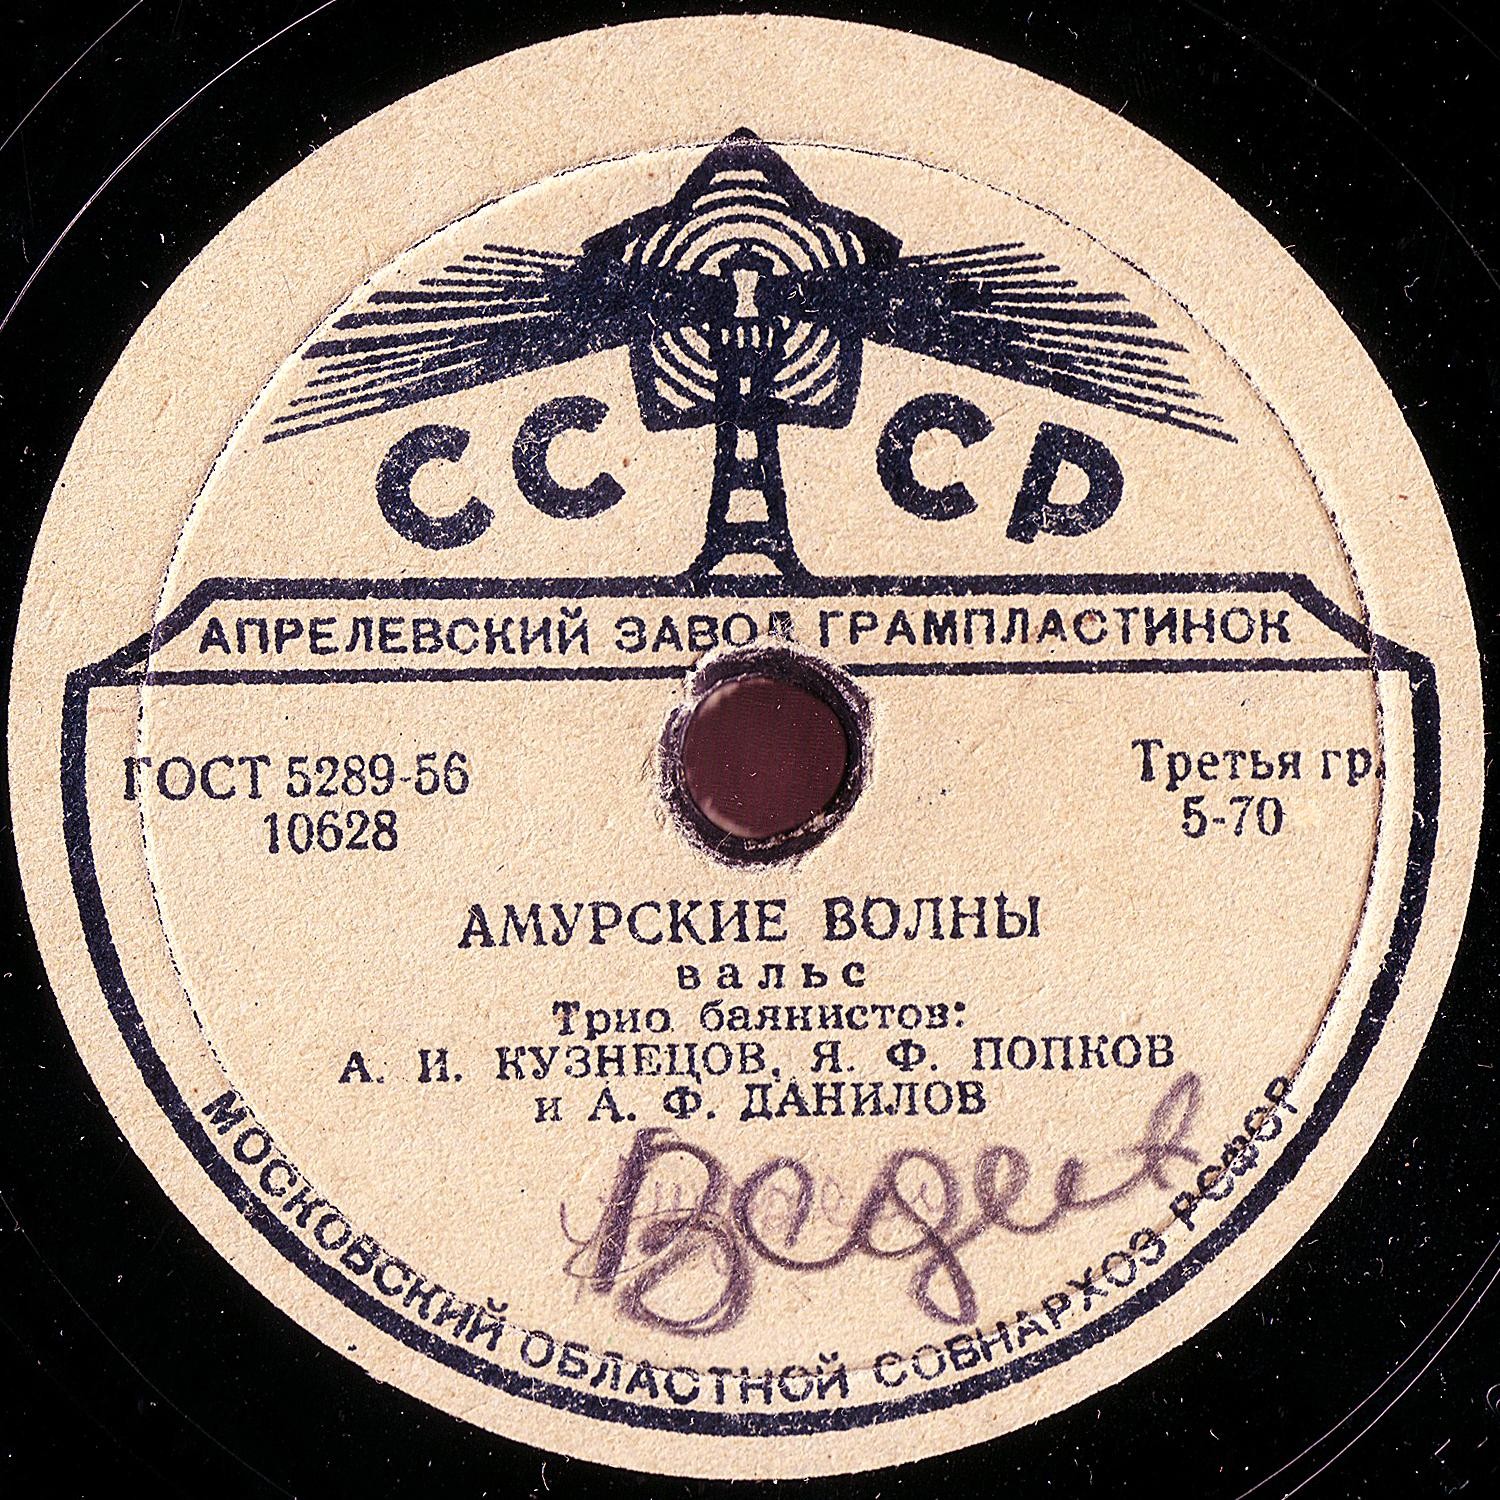 СССР
АПРЕЛЕВСКИЙ ЗАВОД ГРАМПЛАСТИНОК
ГОСТ 5289-56
10628
Третья гр.
5-70
АМУРСКИЕ ВОЛНЫ
вальс
Трио баянистов:
А. И. КУЗНЕЦОВ, Я. Ф. ПОПКОВ
и А. Ф. ДАНИЛОВ
МОСКОВСКИЙ ОБЛАСТНОЙ СОВНАРХОЗ РСФСР